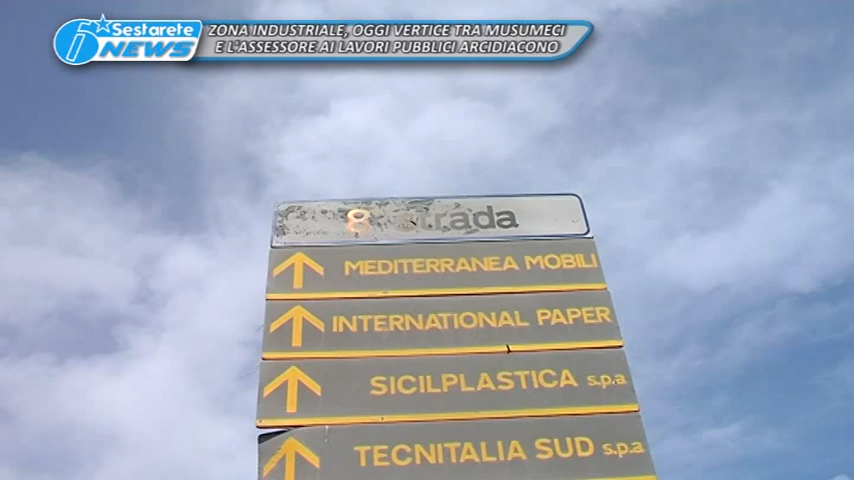 6 Sestarete
NEWS
ZONA INDUSTRIALE, OGGI VERTICE TRA MUSUMECI
E L'ASSESSORE AI LAVORI PUBBLICI ARCIDIACONO
8 strada
MEDITERRANEA MOBILI
INTERNATIONAL PAPER
SICILPLASTICA s.p.a
TECNITALIA SUD s.p.a